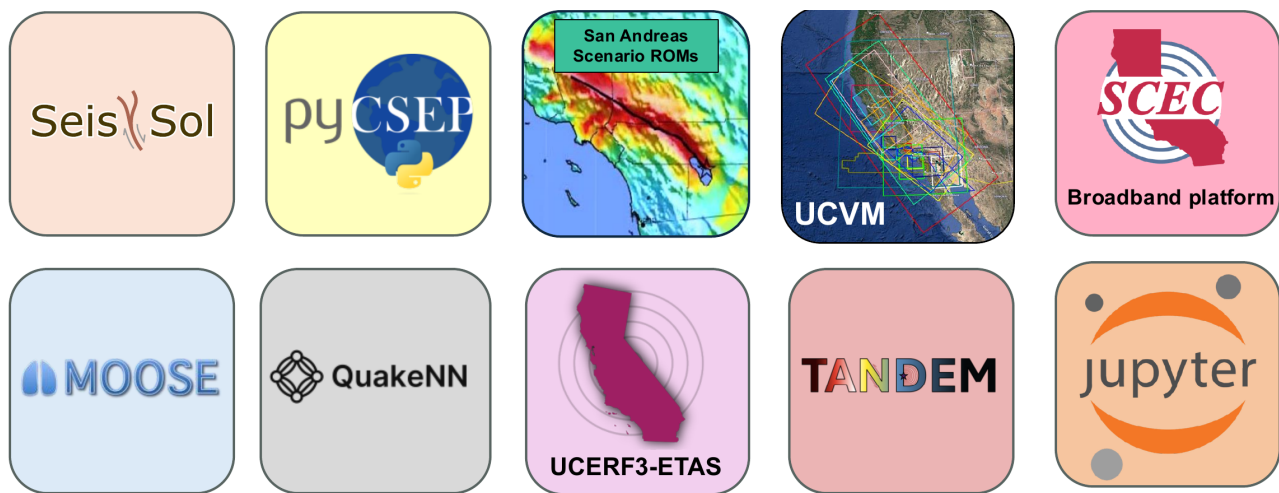 Seis Sol
pyCSEP
San Andreas
Scenario ROMs
UCVM
SCEC
Broadband platform
MOOSE
QuakeNN
UCERF3-ETAS
TANDEM
jupyter